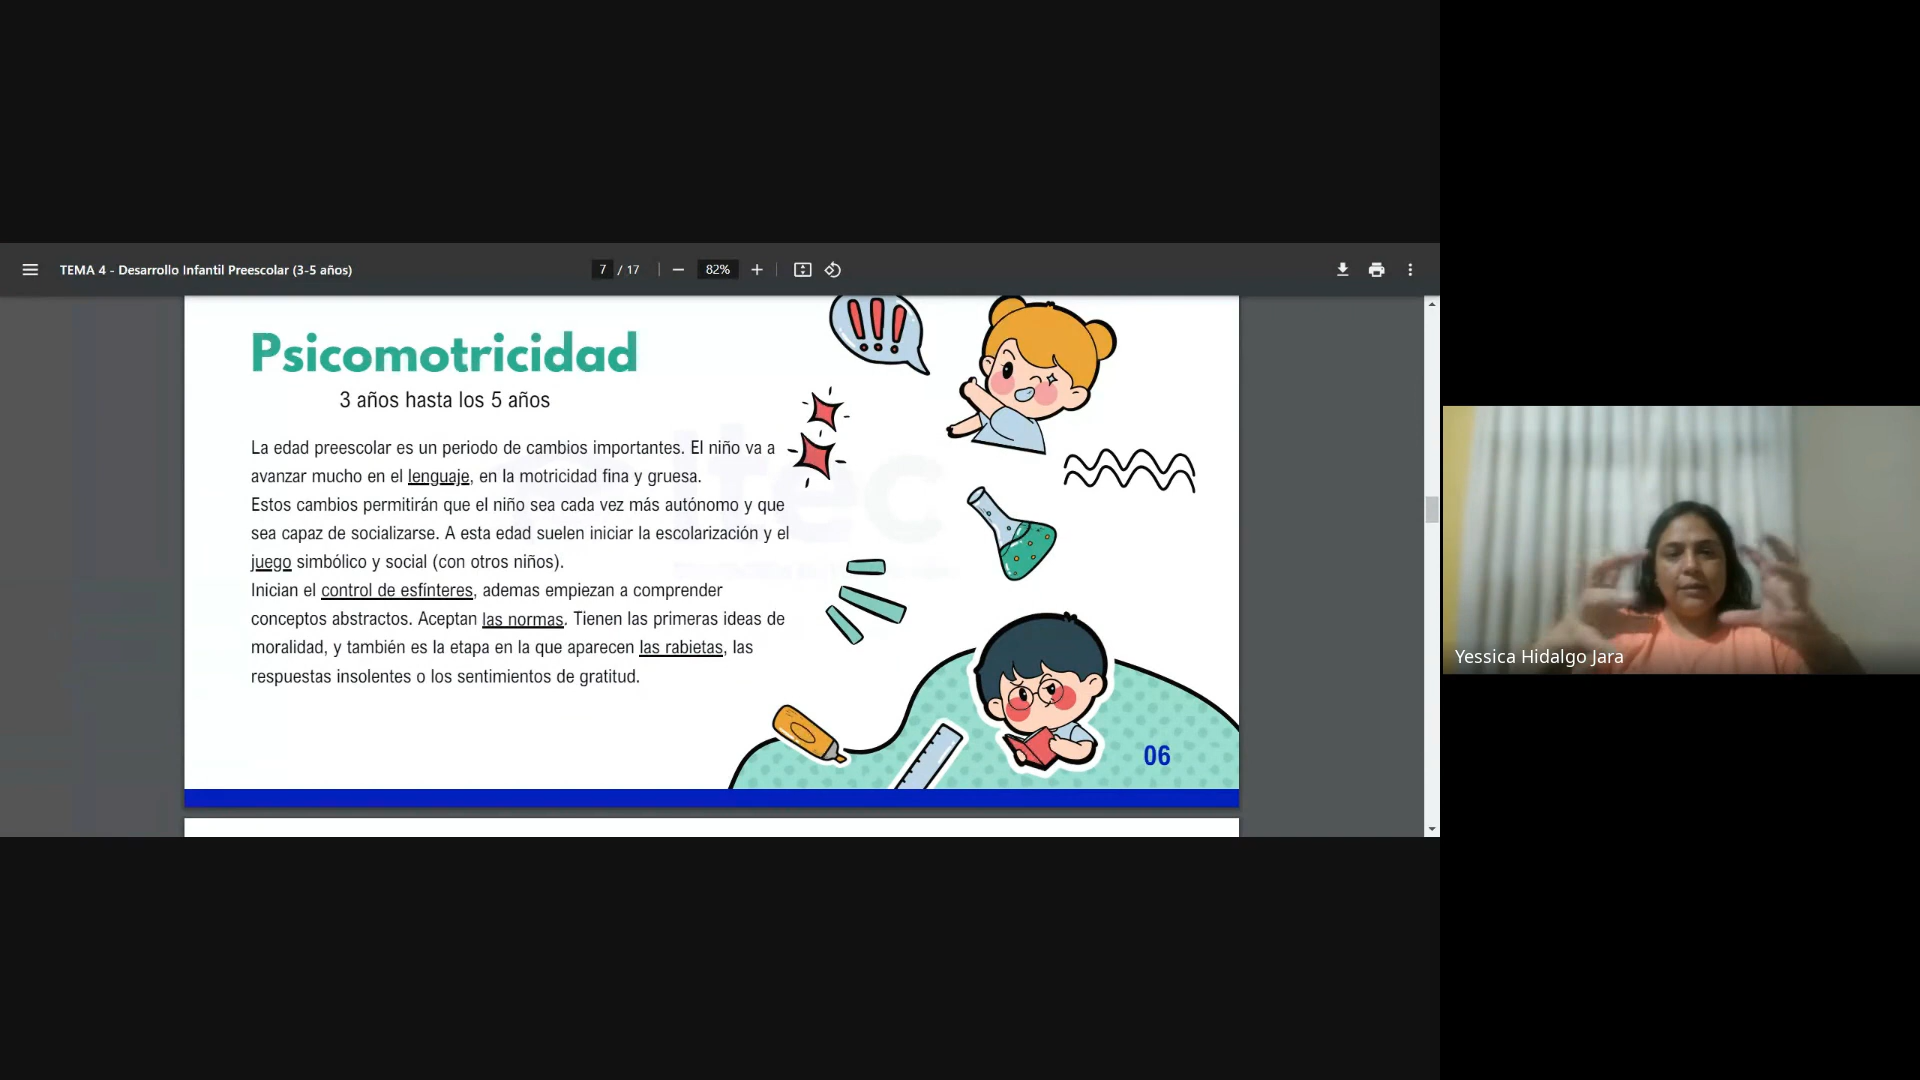 TEMA 4 - Desarrollo Infantil Preescolar (3-5 años)
7 / 17
82%
Psicomotricidad
3 años hasta los 5 años
La edad preescolar es un periodo de cambios importantes. El niño va a
avanzar mucho en el lenguaje, en la motricidad fina y gruesa.
Estos cambios permitirán que el niño sea cada vez más autónomo y que
sea capaz de socializarse. A esta edad suelen iniciar la escolarización y el
juego simbólico y social (con otros niños).
Inician el control de esfínteres, ademas empiezan a comprender
conceptos abstractos. Aceptan las normas. Tienen las primeras ideas de
moralidad, y también es la etapa en la que aparecen las rabietas, las
respuestas insolentes o los sentimientos de gratitud.
itec
06
Yessica Hidalgo Jara